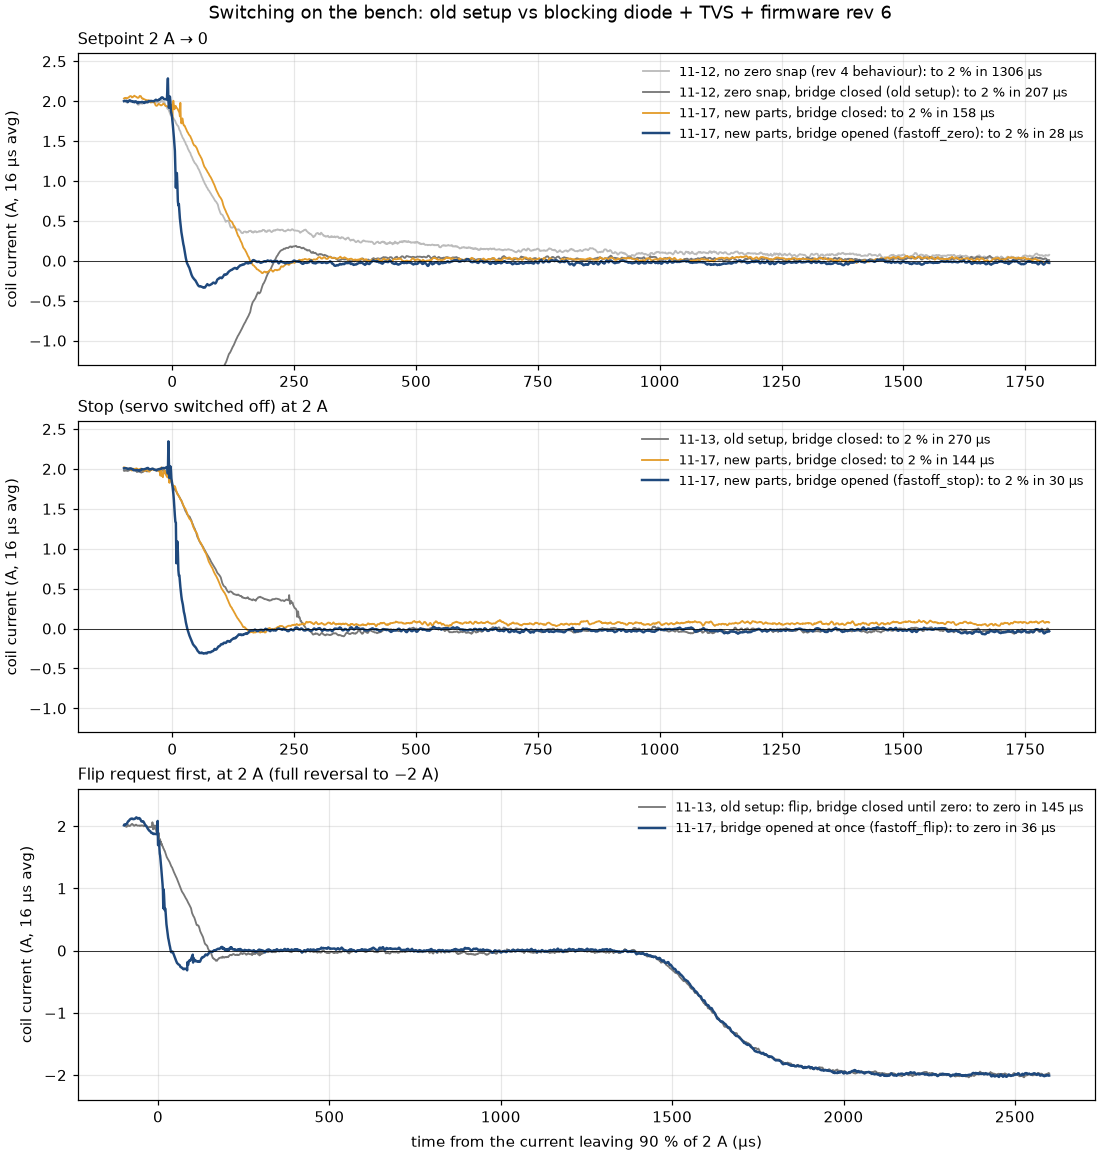 Switching on the bench: old setup vs blocking diode + TVS + firmware rev 6
Setpoint 2 A → 0
2.5
2.0
1.5
1.0
0.5
0.0
−0.5
−1.0
coil current (A, 16 µs avg)
11-12, no zero snap (rev 4 behaviour): to 2 % in 1306 µs
11-12, zero snap, bridge closed (old setup): to 2 % in 207 µs
11-17, new parts, bridge closed: to 2 % in 158 µs
11-17, new parts, bridge opened (fastoff_zero): to 2 % in 28 µs
0 250 500 750 1000 1250 1500 1750
Stop (servo switched off) at 2 A
2.5
2.0
1.5
1.0
0.5
0.0
−0.5
−1.0
coil current (A, 16 µs avg)
11-13, old setup, bridge closed: to 2 % in 270 µs
11-17, new parts, bridge closed: to 2 % in 144 µs
11-17, new parts, bridge opened (fastoff_stop): to 2 % in 30 µs
0 250 500 750 1000 1250 1500 1750
Flip request first, at 2 A (full reversal to −2 A)
2
1
0
−1
−2
coil current (A, 16 µs avg)
11-13, old setup: flip, bridge closed until zero: to zero in 145 µs
11-17, bridge opened at once (fastoff_flip): to zero in 36 µs
0 500 1000 1500 2000 2500
time from the current leaving 90 % of 2 A (µs)